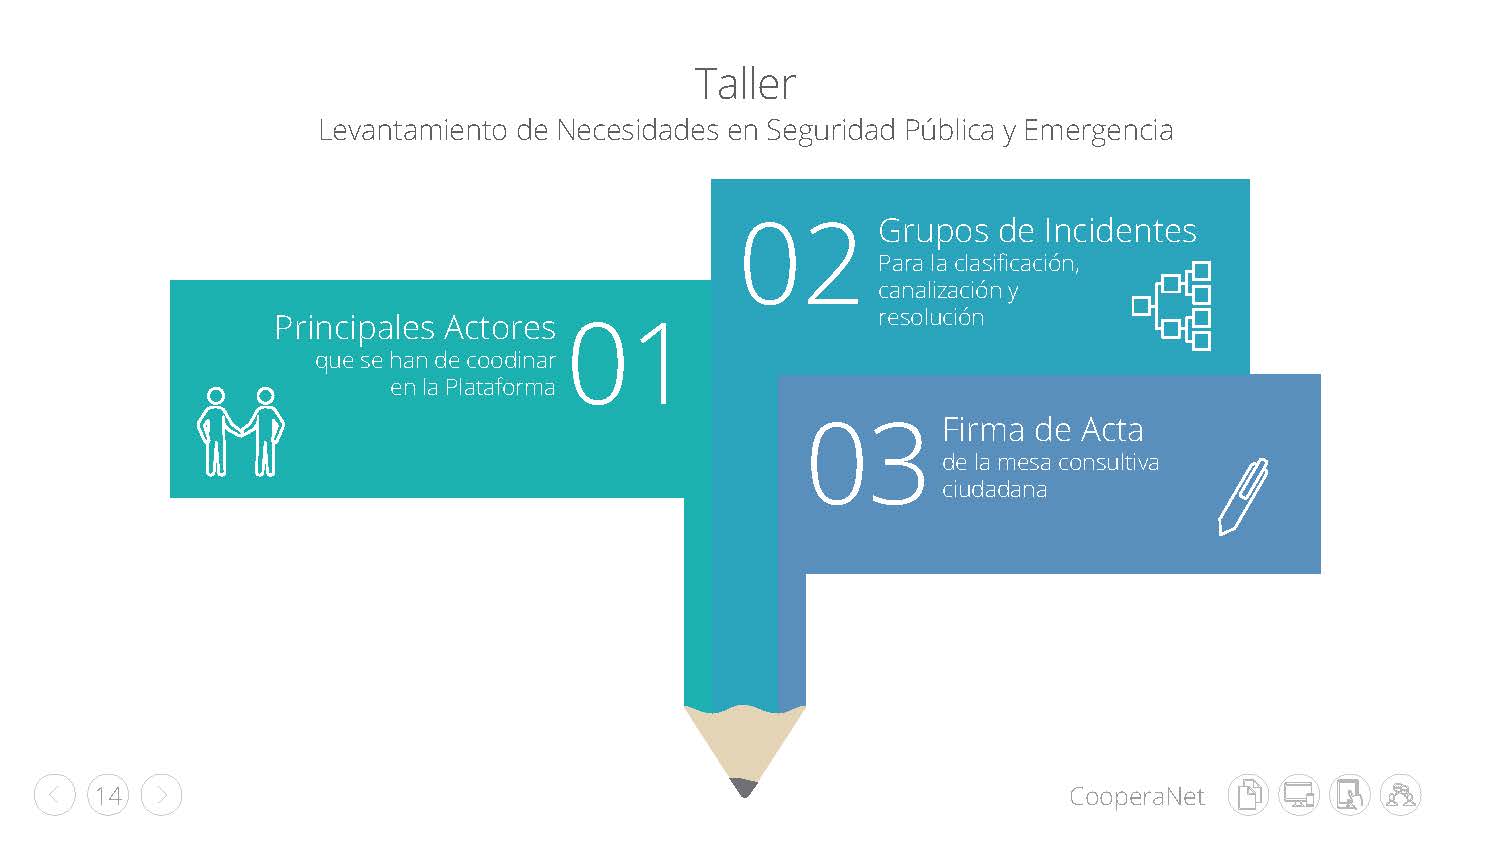 Taller
Levantamiento de Necesidades en Seguridad Pública y Emergencia
Principales Actores
que se han de coodinar
en la Plataforma
01
02
Grupos de Incidentes
Para la clasificación,
canalización y
resolución
03
Firma de Acta
de la mesa consultiva
ciudadana
14
CooperaNet